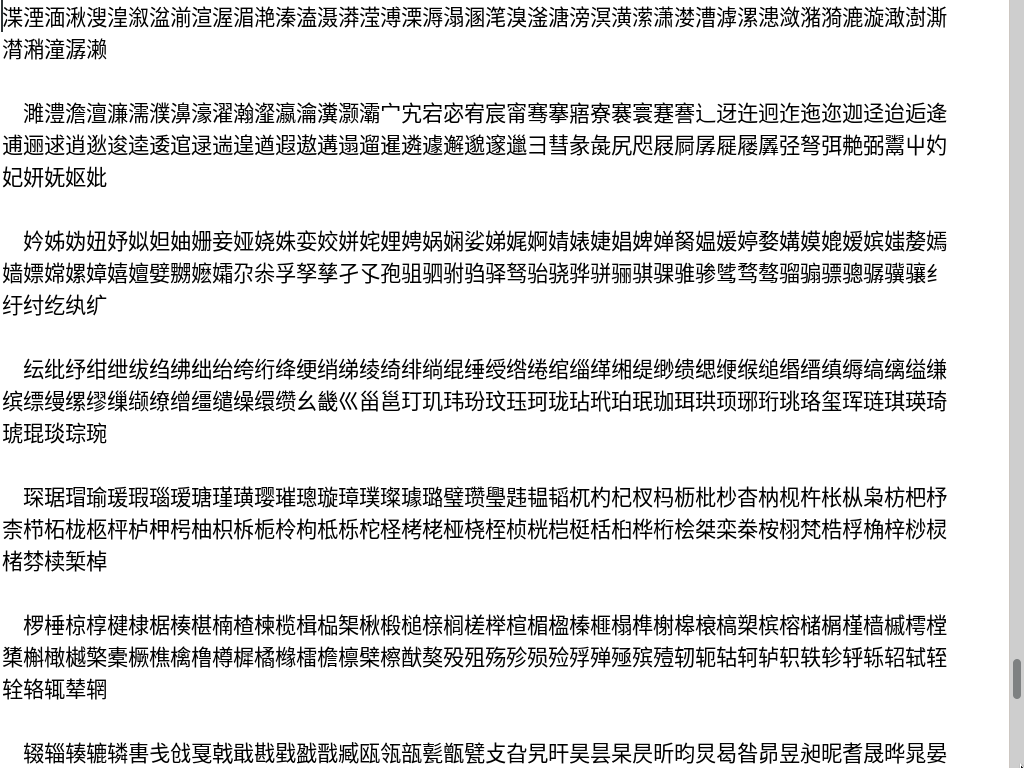 渫湮湎湫溲湟溆湓湔渲渥湄滟溱溘滠漭滢溥溧溽溻溷滗溴滏溏滂溟潢潆潇漤漕滹漯漶潋潴漪漉漩澉澍澌
潸潲潼潺濑
濉澧澹澶濂濡濮濞濠濯瀚瀣瀛瀹瀵灏灞宀宄宕宓宥宸甯骞搴寤寮褰寰蹇謇辶迓迕迥迮迤迩迦迳迨逅逄
逋逦逑逍逖逡逵逶逭逯遄遑遒遐遨遘遢遛暹遴遽邂邈邃邋彐彗彖彘尻咫屐屙孱屣屦羼弪弩弭艴弼鬻屮妁
妃妍妩妪妣
妗姊妫妞妤姒妲妯姗妾娅娆姝娈姣姘姹娌娉娲娴娑娣娓婀婧婊婕娼婢婵胬媪媛婷婺媾嫫媲嫒嫔媸嫠嫣
嫱嫖嫦嫘嫜嬉嬗嬖嬲嬷孀尕尜孚孥孳孑孓孢驵驷驸驺驿驽骀骁骅骈骊骐骒骓骖骘骛骜骝骟骠骢骣骥骧纟
纡纣纥纨纩
纭纰纾绀绁绂绉绋绌绐绔绗绛绠绡绨绫绮绯绱绲缍绶绺绻绾缁缂缃缇缈缋缌缏缑缒缗缙缜缛缟缡缢缣
缤缥缦缧缪缫缬缭缯缰缱缲缳缵幺畿巛甾邕玎玑玮玢玟珏珂珑玷玳珀珉珈珥珙顼琊珩珧珞玺珲琏琪瑛琦
琥琨琰琮琬
琛琚瑁瑜瑗瑕瑙瑷瑭瑾璜璎璀璁璇璋璞璨璩璐璧瓒璺韪韫韬杌杓杞杈杩枥枇杪杳枘枧杵枨枞枭枋杷杼
柰栉柘栊柩枰栌柙枵柚枳柝栀柃枸柢栎柁柽栲栳桠桡桎桢桄桤梃栝桕桦桁桧桀栾桊桉栩梵梏桴桷梓桫棂
楮棼椟椠棹
椤棰椋椁楗棣椐楱椹楠楂楝榄楫榀榘楸椴槌榇榈槎榉楦楣楹榛榧榻榫榭槔榱槁槊槟榕槠榍槿樯槭樗樘
橥槲橄樾檠橐橛樵檎橹樽樨橘橼檑檐檩檗檫猷獒殁殂殇殄殒殓殍殚殛殡殪轫轭轱轲轳轵轶轸轷轹轺轼轾
辁辂辄辇辋
辍辎辏辘辚軎戋戗戛戟戢戡戥戤戬臧瓯瓴瓿甏甑甓攴旮旯旰昊昙杲昃昕昀炅曷昝昴昱昶昵耆晟晔晁晏